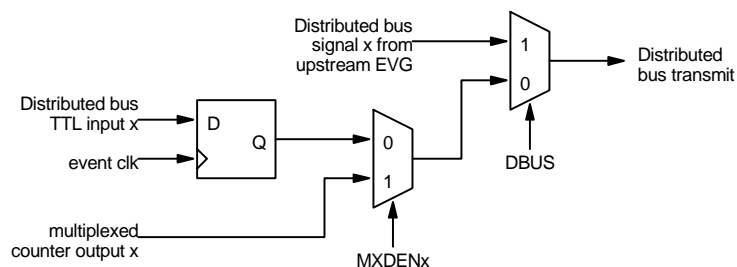 Distributed bus
signal x from
upstream EVG
1
0
Distributed
bus transmit
Distributed bus
TTL input x
D
Q
event clk
0
1
DBUS
multiplexed
counter output x
MXDENx